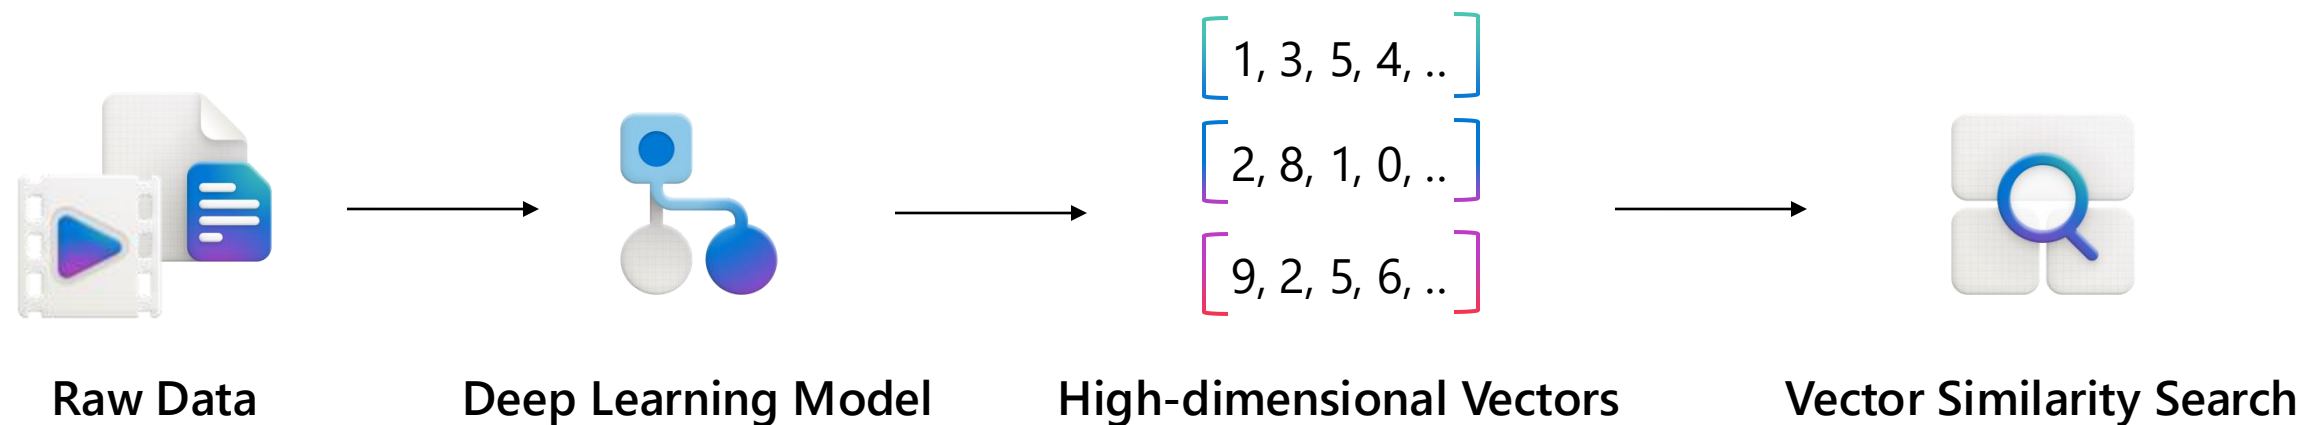 1, 3, 5, 4, ..
2, 8, 1, 0, ..
9, 2, 5, 6, ..
Raw Data
Deep Learning Model
High-dimensional Vectors
Vector Similarity Search